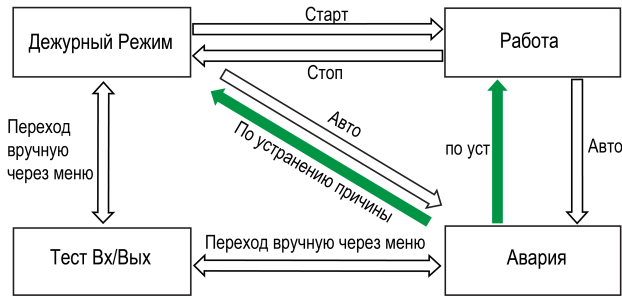 Старт
Дежурный Режим
Работа
Стоп
Авто
По устранению причины
Переход
вручную
через меню
по уст
Авто
Переход вручную через меню
Тест Вх/Вых
Авария